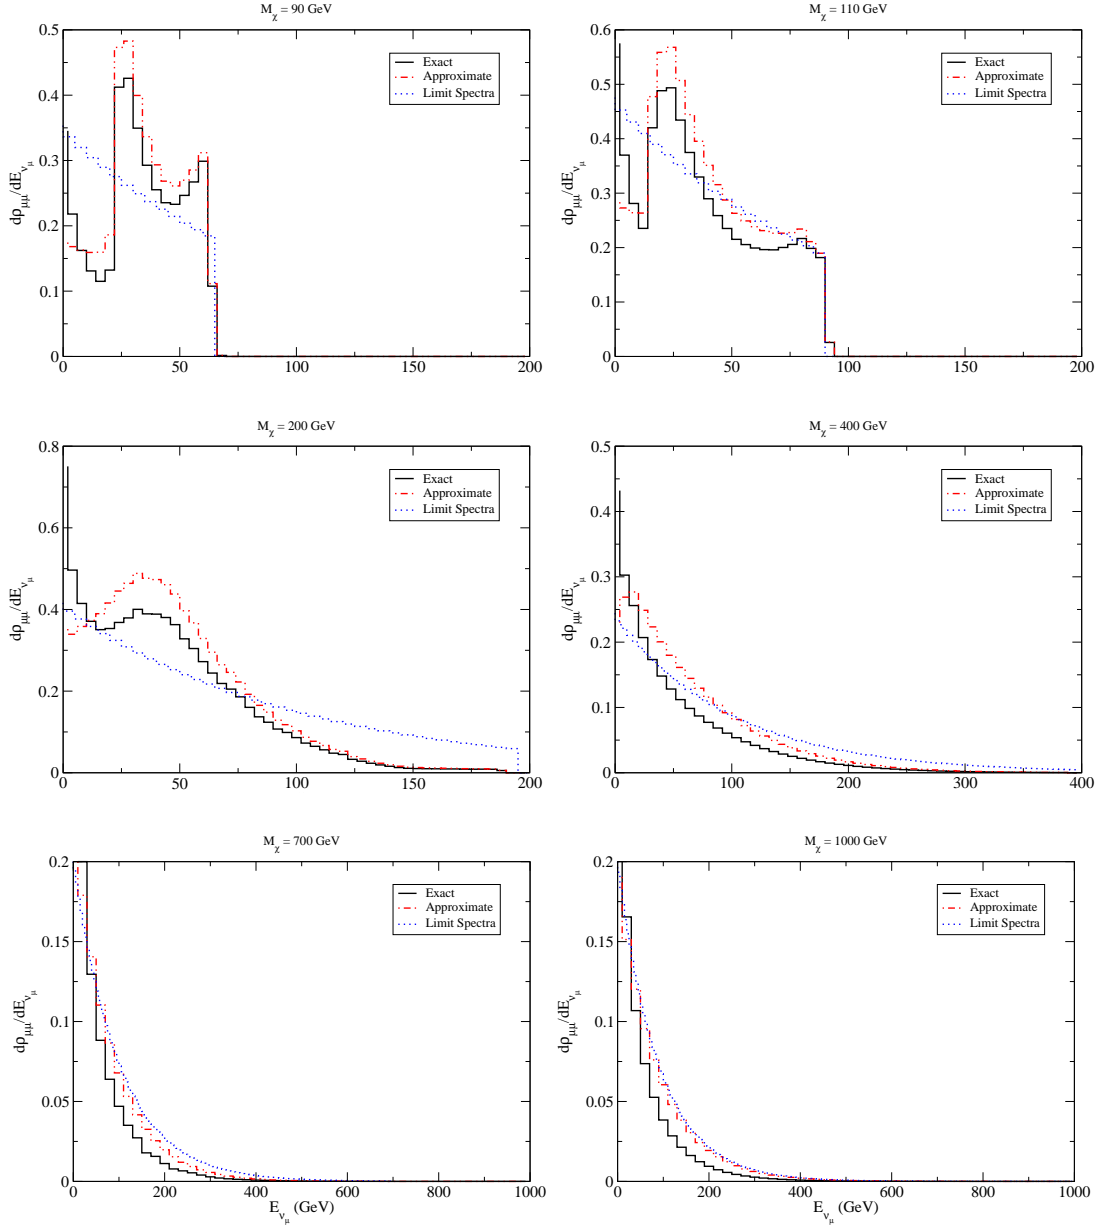 M_χ = 90 GeV
M_χ = 110 GeV
0.5
0.4
0.3
0.2
0.1
0
dρ_μμ/dE_ν_μ
Exact
Approximate
Limit Spectra
0 50 100 150 200
0.6
0.5
0.4
0.3
0.2
0.1
0
dρ_μμ/dE_ν_μ
Exact
Approximate
Limit Spectra
0 50 100 150 200
M_χ = 200 GeV
M_χ = 400 GeV
0.8
0.6
0.4
0.2
0
dρ_μμ/dE_ν_μ
Exact
Approximate
Limit Spectra
0 50 100 150 200
0.5
0.4
0.3
0.2
0.1
0
dρ_μμ/dE_ν_μ
Exact
Approximate
Limit Spectra
0 100 200 300 400
M_χ = 700 GeV
M_χ = 1000 GeV
0.2
0.15
0.1
0.05
0
dρ_μμ/dE_ν_μ
Exact
Approximate
Limit Spectra
0 200 400 600 800 1000
E_ν_μ (GeV)
0.2
0.15
0.1
0.05
0
dρ_μμ/dE_ν_μ
Exact
Approximate
Limit Spectra
0 200 400 600 800 1000
E_ν_μ (GeV)